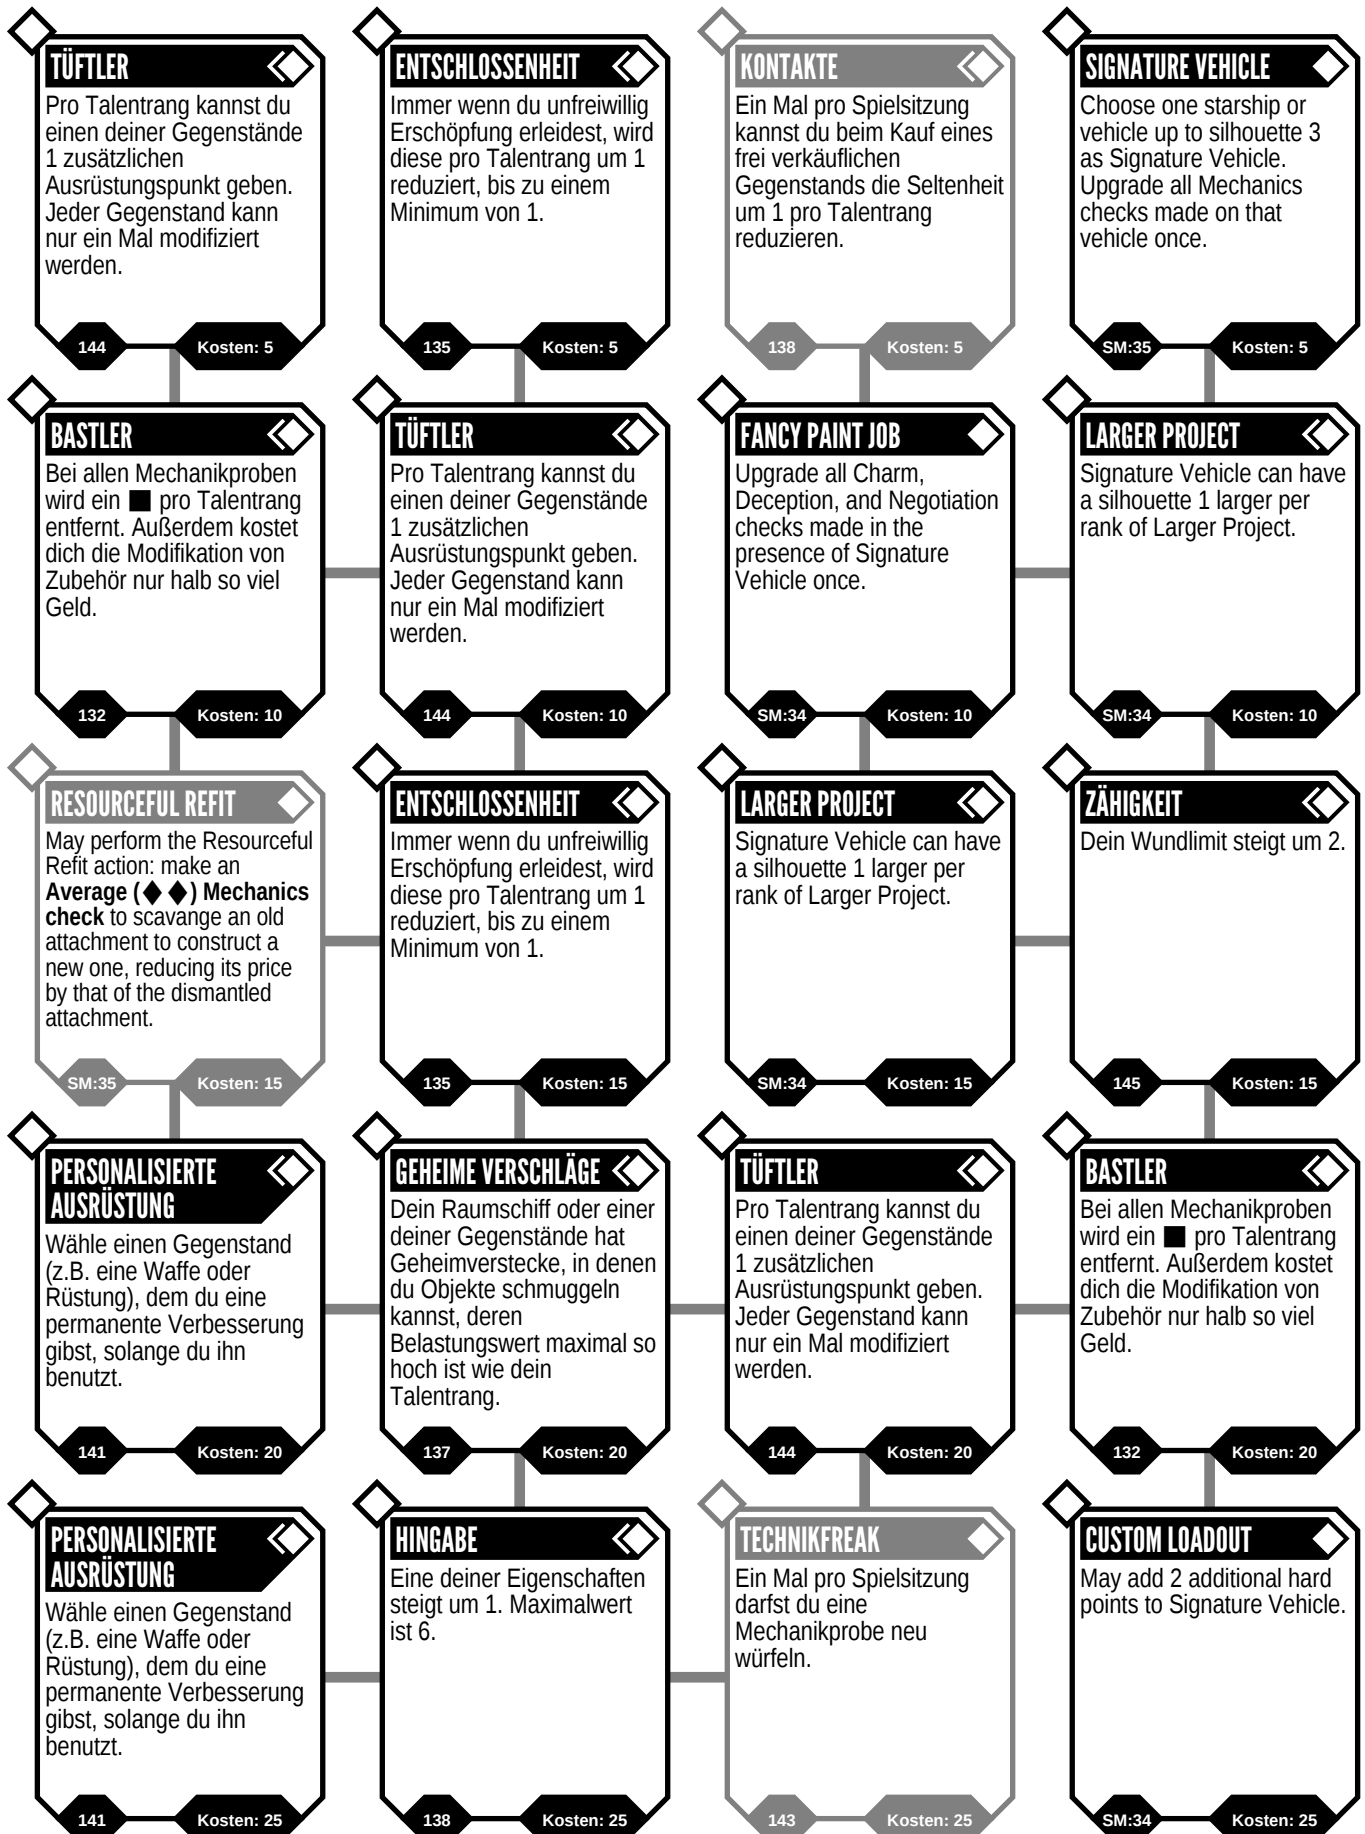 TÜFTLER
Pro Talentrang kannst du
einen deiner Gegenstände
1 zusätzlichen
Ausrüstungspunkt geben.
Jeder Gegenstand kann
nur ein Mal modifiziert
werden.
144
Kosten: 5
ENTSCHLOSSENHEIT
Immer wenn du unfreiwillig
Erschöpfung erleidest, wird
diese pro Talentrang um 1
reduziert, bis zu einem
Minimum von 1.
135
Kosten: 5
KONTAKTE
Ein Mal pro Spielsitzung
kannst du beim Kauf eines
frei verkäuflichen
Gegenstands die Seltenheit
um 1 pro Talentrang
reduzieren.
138
Kosten: 5
SIGNATURE VEHICLE
Choose one starship or
vehicle up to silhouette 3
as Signature Vehicle.
Upgrade all Mechanics
checks made on that
vehicle once.
SM:35
Kosten: 5
BASTLER
Bei allen Mechanikproben
wird ein ■ pro Talentrang
entfernt. Außerdem kostet
dich die Modifikation von
Zubehör nur halb so viel
Geld.
132
Kosten: 10
TÜFTLER
Pro Talentrang kannst du
einen deiner Gegenstände
1 zusätzlichen
Ausrüstungspunkt geben.
Jeder Gegenstand kann
nur ein Mal modifiziert
werden.
144
Kosten: 10
FANCY PAINT JOB
Upgrade all Charm,
Deception, and Negotiation
checks made in the
presence of Signature
Vehicle once.
SM:34
Kosten: 10
LARGER PROJECT
Signature Vehicle can have
a silhouette 1 larger per
rank of Larger Project.
SM:34
Kosten: 10
RESOURCEFUL REFIT
May perform the Resourceful
Refit action: make an
Average (♦ ♦) Mechanics
check to scavange an old
attachment to construct a
new one, reducing its price
by that of the dismantled
attachment.
SM:35
Kosten: 15
ENTSCHLOSSENHEIT
Immer wenn du unfreiwillig
Erschöpfung erleidest, wird
diese pro Talentrang um 1
reduziert, bis zu einem
Minimum von 1.
135
Kosten: 15
LARGER PROJECT
Signature Vehicle can have
a silhouette 1 larger per
rank of Larger Project.
SM:34
Kosten: 15
ZÄHIGKEIT
Dein Wundlimit steigt um 2.
145
Kosten: 15
PERSONALISIERTE
AUSRÜSTUNG
Wähle einen Gegenstand
(z.B. eine Waffe oder
Rüstung), dem du eine
permanente Verbesserung
gibst, solange du ihn
benutzt.
141
Kosten: 20
GEHEIME VERSCHLÄGE
Dein Raumschiff oder einer
deiner Gegenstände hat
Geheimverstecke, in denen
du Objekte schmuggeln
kannst, deren
Belastungswert maximal so
hoch ist wie dein
Talentrang.
137
Kosten: 20
TÜFTLER
Pro Talentrang kannst du
einen deiner Gegenstände
1 zusätzlichen
Ausrüstungspunkt geben.
Jeder Gegenstand kann
nur ein Mal modifiziert
werden.
144
Kosten: 20
BASTLER
Bei allen Mechanikproben
wird ein ■ pro Talentrang
entfernt. Außerdem kostet
dich die Modifikation von
Zubehör nur halb so viel
Geld.
132
Kosten: 20
PERSONALISIERTE
AUSRÜSTUNG
Wähle einen Gegenstand
(z.B. eine Waffe oder
Rüstung), dem du eine
permanente Verbesserung
gibst, solange du ihn
benutzt.
141
Kosten: 25
HINGABE
Eine deiner Eigenschaften
steigt um 1. Maximalwert
ist 6.
138
Kosten: 25
TECHNIKFREAK
Ein Mal pro Spielsitzung
darfst du eine
Mechanikprobe neu
würfeln.
143
Kosten: 25
CUSTOM LOADOUT
May add 2 additional hard
points to Signature Vehicle.
SM:34
Kosten: 25